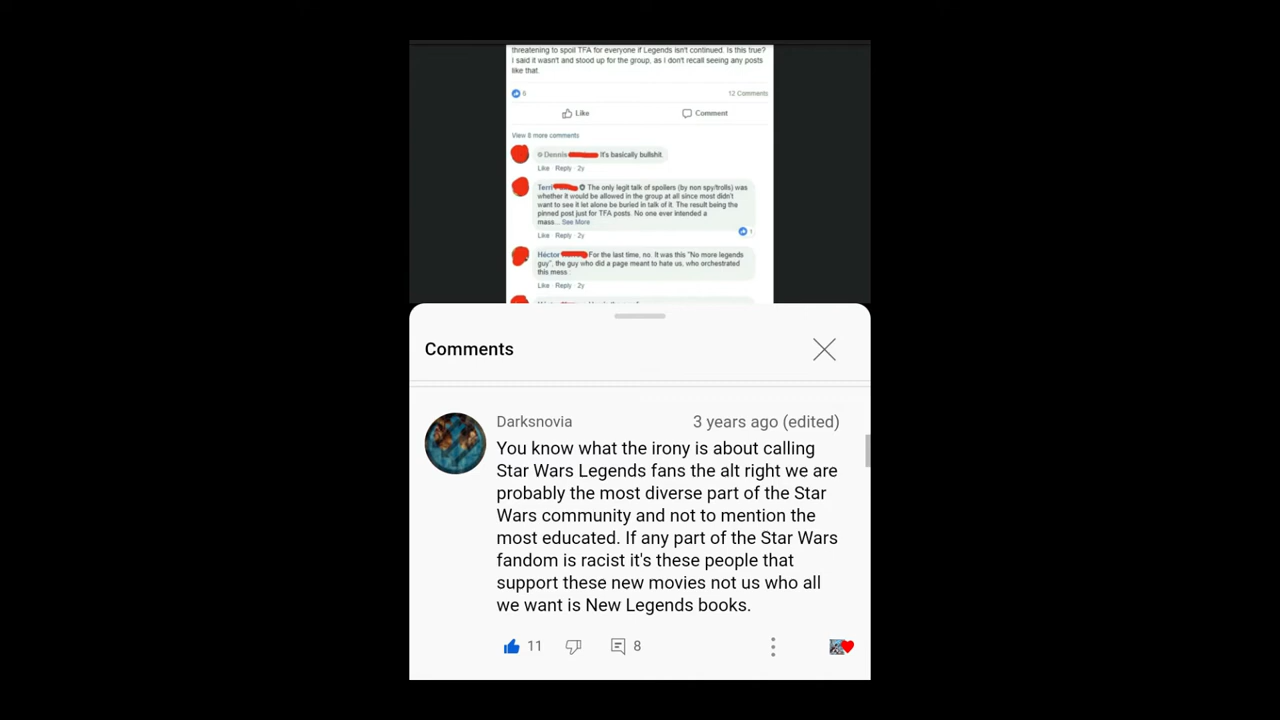 threatening to spoil TFA for everyone if Legends isn't continued. Is this true?
I said it wasn't and stood up for the group, as I don't recall seeing any posts
like that.
6
12 Comments
Like
Comment
View 8 more comments
Dennis It's basically bullshit.
Like Reply 2y
Terri The only legit talk of spoilers (by non spy/trolls) was
whether it would be allowed in the group at all since most didn't
want to see it let alone be buried in talk of it. The result being the
pinned post just for TFA posts. No one ever intended a
mass... See More
1
Like · Reply · 2y
Héctor For the last time, no. It was this "No more legends
guy", the guy who did a page meant to hate us, who orchestrated
this mess.
Like · Reply · 2y
Comments
Darksnovia
3 years ago (edited)
You know what the irony is about calling
Star Wars Legends fans the alt right we are
probably the most diverse part of the Star
Wars community and not to mention the
most educated. If any part of the Star Wars
fandom is racist it's these people that
support these new movies not us who all
we want is New Legends books.
11
8